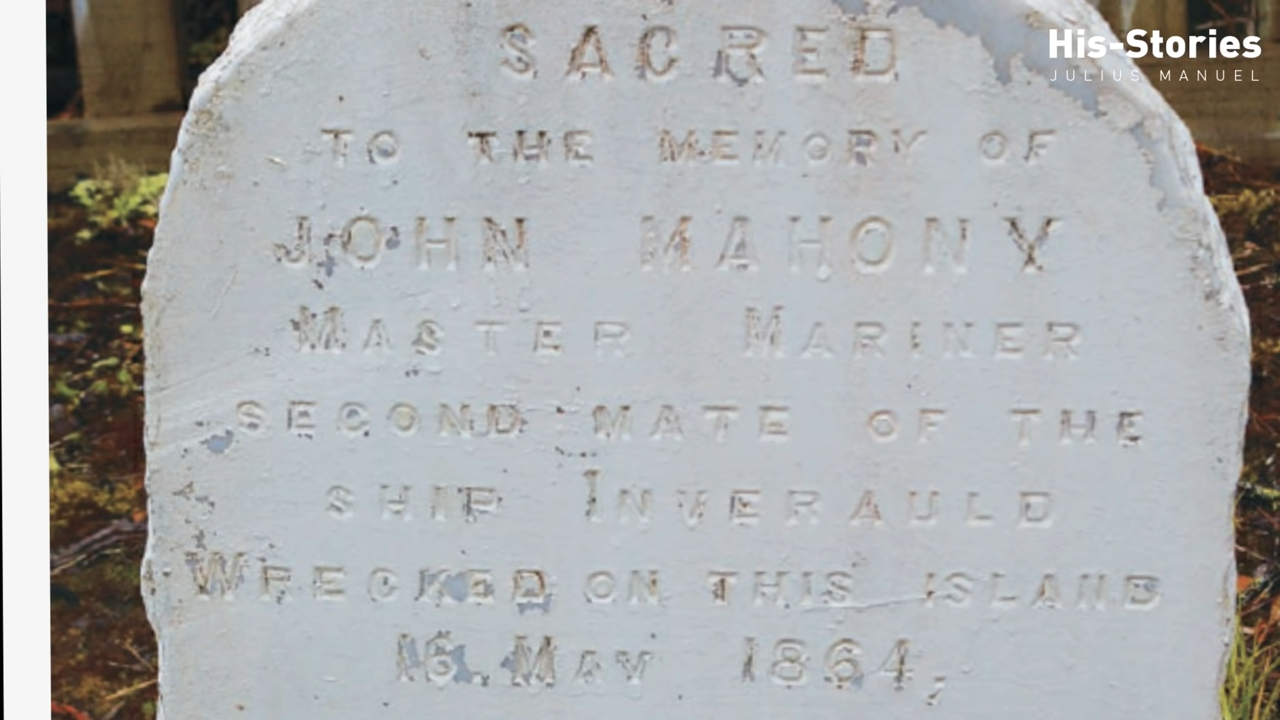 His-Stories
JULIUS MANUEL
SACRED
TO THE MEMORY OF
JOHN MAHONY
MASTER MARINER
SECOND MATE OF THE
SHIP INVERAULD
WRECKED ON THIS ISLAND
16. MAY 1864,